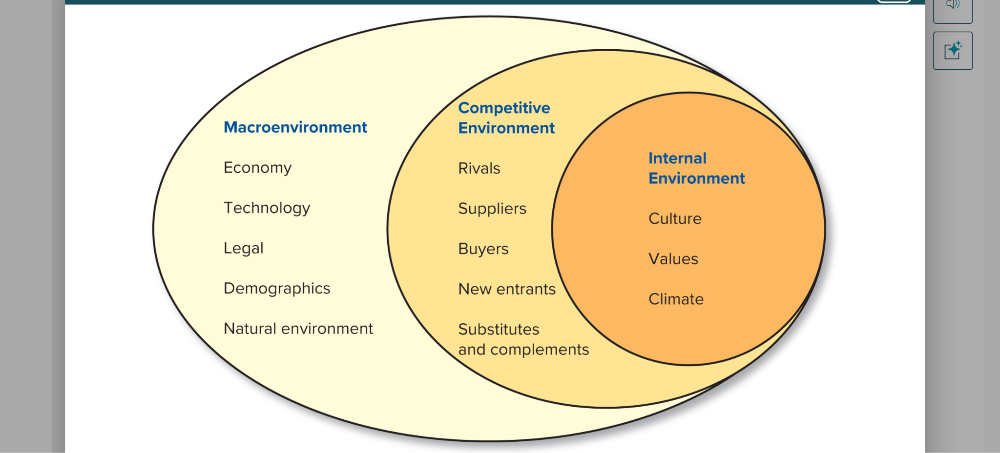 Macroenvironment
Economy
Technology
Legal
Demographics
Natural environment
Competitive
Environment
Rivals
Suppliers
Buyers
New entrants
Substitutes
and complements
Internal
Environment
Culture
Values
Climate